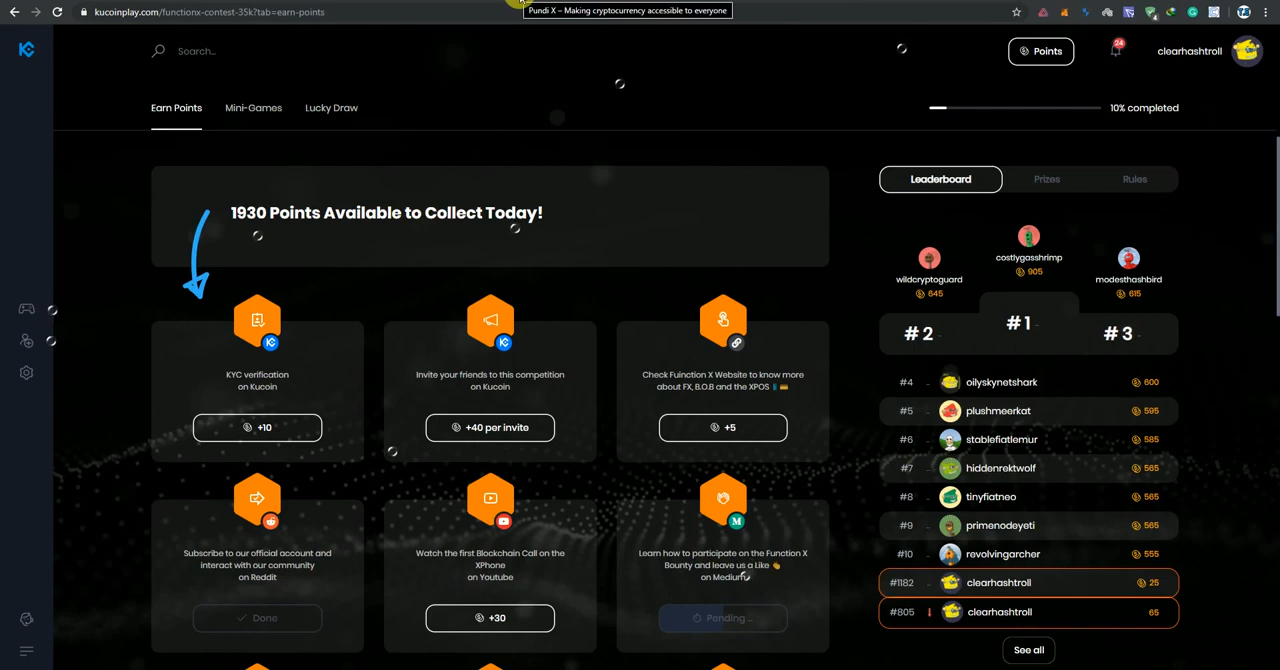 kucoinplay.com/functionx-contest-35k?tab=earn-points
Pundi X – Making cryptocurrency accessible to everyone
Search...
Points
24
clearhashtroll
Earn Points
Mini-Games
Lucky Draw
10% completed
1930 Points Available to Collect Today!
KYC verification
on Kucoin
+10
Invite your friends to this competition
on Kucoin
+40 per invite
Check Fuinction X Website to know more
about FX, B.O.B and the XPOS
+5
Subscribe to our official account and
interact with our community
on Reddit
Done
Watch the first Blockchain Call on the
XPhone
on Youtube
+30
Learn how to participate on the Function X
Bounty and leave us a Like 👏
on Medium
Pending ...
Leaderboard
Prizes
Rules
wildcryptoguard
645
costlygasshrimp
905
modesthashbird
615
#2
#1
#3
#4 oilyskynetshark 600
#5 plushmeerkat 595
#6 stablefiatlemur 585
#7 hiddenrektwolf 565
#8 tinyfiatneo 565
#9 primenodeyeti 565
#10 revolvingarcher 555
#1182 clearhashtroll 25
#805 clearhashtroll 65
See all